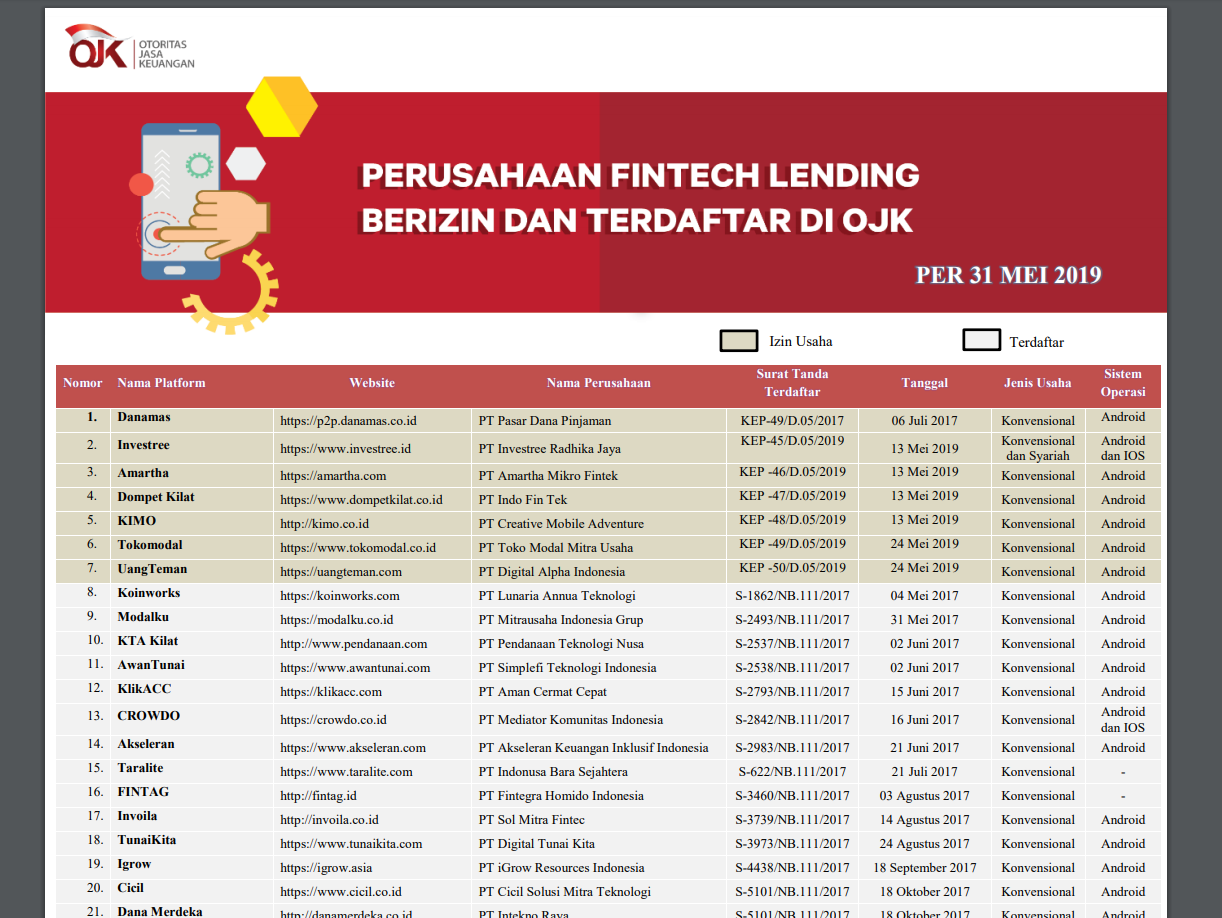 OJK
OTORITAS
JASA
KEUANGAN
PERUSAHAAN FINTECH LENDING
BERIZIN DAN TERDAFTAR DI OJK
PER 31 MEI 2019
Izin Usaha Terdaftar
Nomor Nama Platform Website Nama Perusahaan Surat Tanda Terdaftar Tanggal Jenis Usaha Sistem Operasi
1. Danamas https://p2p.danamas.co.id PT Pasar Dana Pinjaman KEP-49/D.05/2017 06 Juli 2017 Konvensional Android
2. Investree https://www.investree.id PT Investree Radhika Jaya KEP-45/D.05/2019 13 Mei 2019 Konvensional dan Syariah Android dan IOS
3. Amartha https://amartha.com PT Amartha Mikro Fintek KEP -46/D.05/2019 13 Mei 2019 Konvensional Android
4. Dompet Kilat https://www.dompetkilat.co.id PT Indo Fin Tek KEP -47/D.05/2019 13 Mei 2019 Konvensional Android
5. KIMO http://kimo.co.id PT Creative Mobile Adventure KEP -48/D.05/2019 13 Mei 2019 Konvensional Android
6. Tokomodal https://www.tokomodal.co.id PT Toko Modal Mitra Usaha KEP -49/D.05/2019 24 Mei 2019 Konvensional Android
7. UangTeman https://uangteman.com PT Digital Alpha Indonesia KEP -50/D.05/2019 24 Mei 2019 Konvensional Android
8. Koinworks https://koinworks.com PT Lunaria Annua Teknologi S-1862/NB.111/2017 04 Mei 2017 Konvensional Android
9. Modalku https://modalku.co.id PT Mitrausaha Indonesia Grup S-2493/NB.111/2017 31 Mei 2017 Konvensional Android
10. KTA Kilat http://www.pendanaan.com PT Pendanaan Teknologi Nusa S-2537/NB.111/2017 02 Juni 2017 Konvensional Android
11. AwanTunai https://www.awantunai.com PT Simplefi Teknologi Indonesia S-2538/NB.111/2017 02 Juni 2017 Konvensional Android
12. KlikACC https://klikacc.com PT Aman Cermat Cepat S-2793/NB.111/2017 15 Juni 2017 Konvensional Android
13. CROWDO https://crowdo.co.id PT Mediator Komunitas Indonesia S-2842/NB.111/2017 16 Juni 2017 Konvensional Android dan IOS
14. Akseleran https://www.akseleran.com PT Akseleran Keuangan Inklusif Indonesia S-2983/NB.111/2017 21 Juni 2017 Konvensional Android
15. Taralite https://www.taralite.com PT Indonusa Bara Sejahtera S-622/NB.111/2017 21 Juli 2017 Konvensional -
16. FINTAG http://fintag.id PT Fintegra Homido Indonesia S-3460/NB.111/2017 03 Agustus 2017 Konvensional -
17. Invoila http://invoila.co.id PT Sol Mitra Fintec S-3739/NB.111/2017 14 Agustus 2017 Konvensional Android
18. TunaiKita https://www.tunaikita.com PT Digital Tunai Kita S-3973/NB.111/2017 24 Agustus 2017 Konvensional Android
19. Igrow https://igrow.asia PT iGrow Resources Indonesia S-4438/NB.111/2017 18 September 2017 Konvensional Android
20. Cicil https://www.cicil.co.id PT Cicil Solusi Mitra Teknologi S-5101/NB.111/2017 18 Oktober 2017 Konvensional Android
21. Dana Merdeka http://danamerdeka.co.id PT Intekno Raya S-5101/NB.111/2017 18 Oktober 2017 Konvensional Android